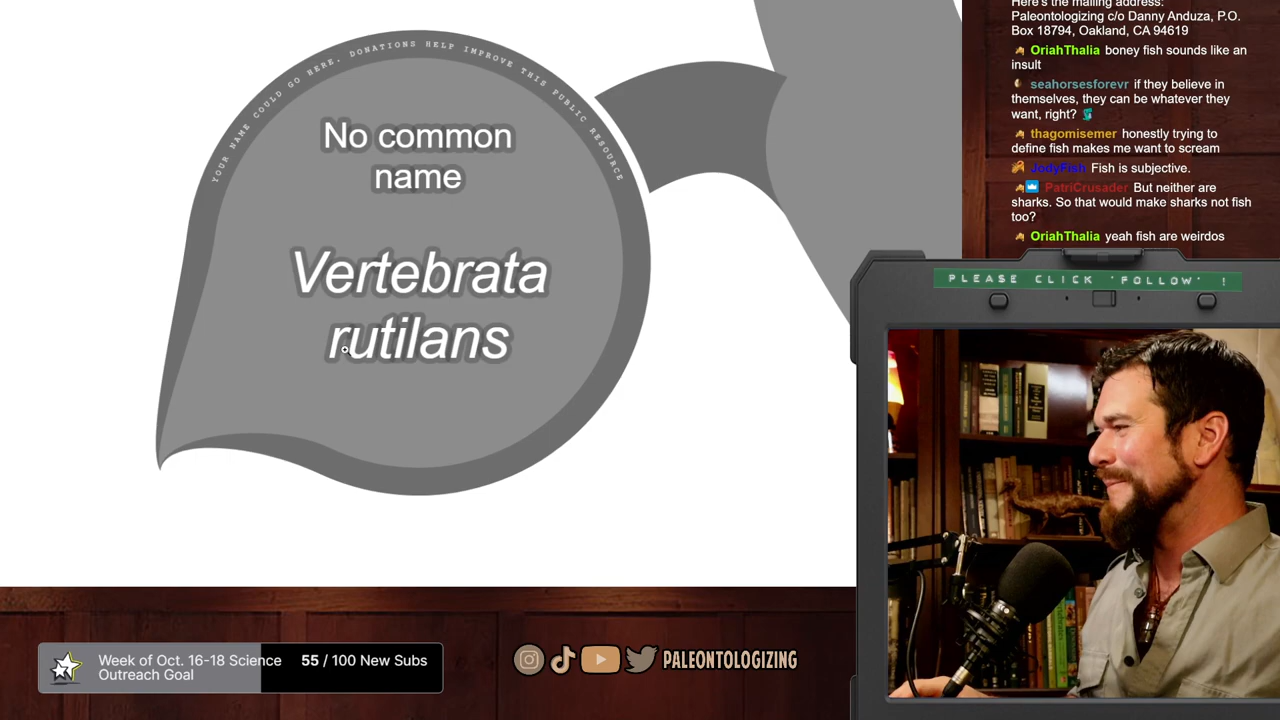 YOUR NAME COULD GO HERE. DONATIONS HELP IMPROVE THIS PUBLIC RESOURCE
No common
name
Vertebrata
rutilans
Here's the mailing address:
Paleontologizing c/o Danny Anduza, P.O.
Box 18794, Oakland, CA 94619
OriahThalia boney fish sounds like an
insult
seahorsesforevr if they believe in
themselves, they can be whatever they
want, right?
thagomisemer honestly trying to
define fish makes me want to scream
JodyFish Fish is subjective.
PatriCrusader But neither are
sharks. So that would make sharks not fish
too?
OriahThalia yeah fish are weirdos
PLEASE CLICK 'FOLLOW' !
Week of Oct. 16-18 Science
Outreach Goal
55 / 100 New Subs
PALEONTOLOGIZING